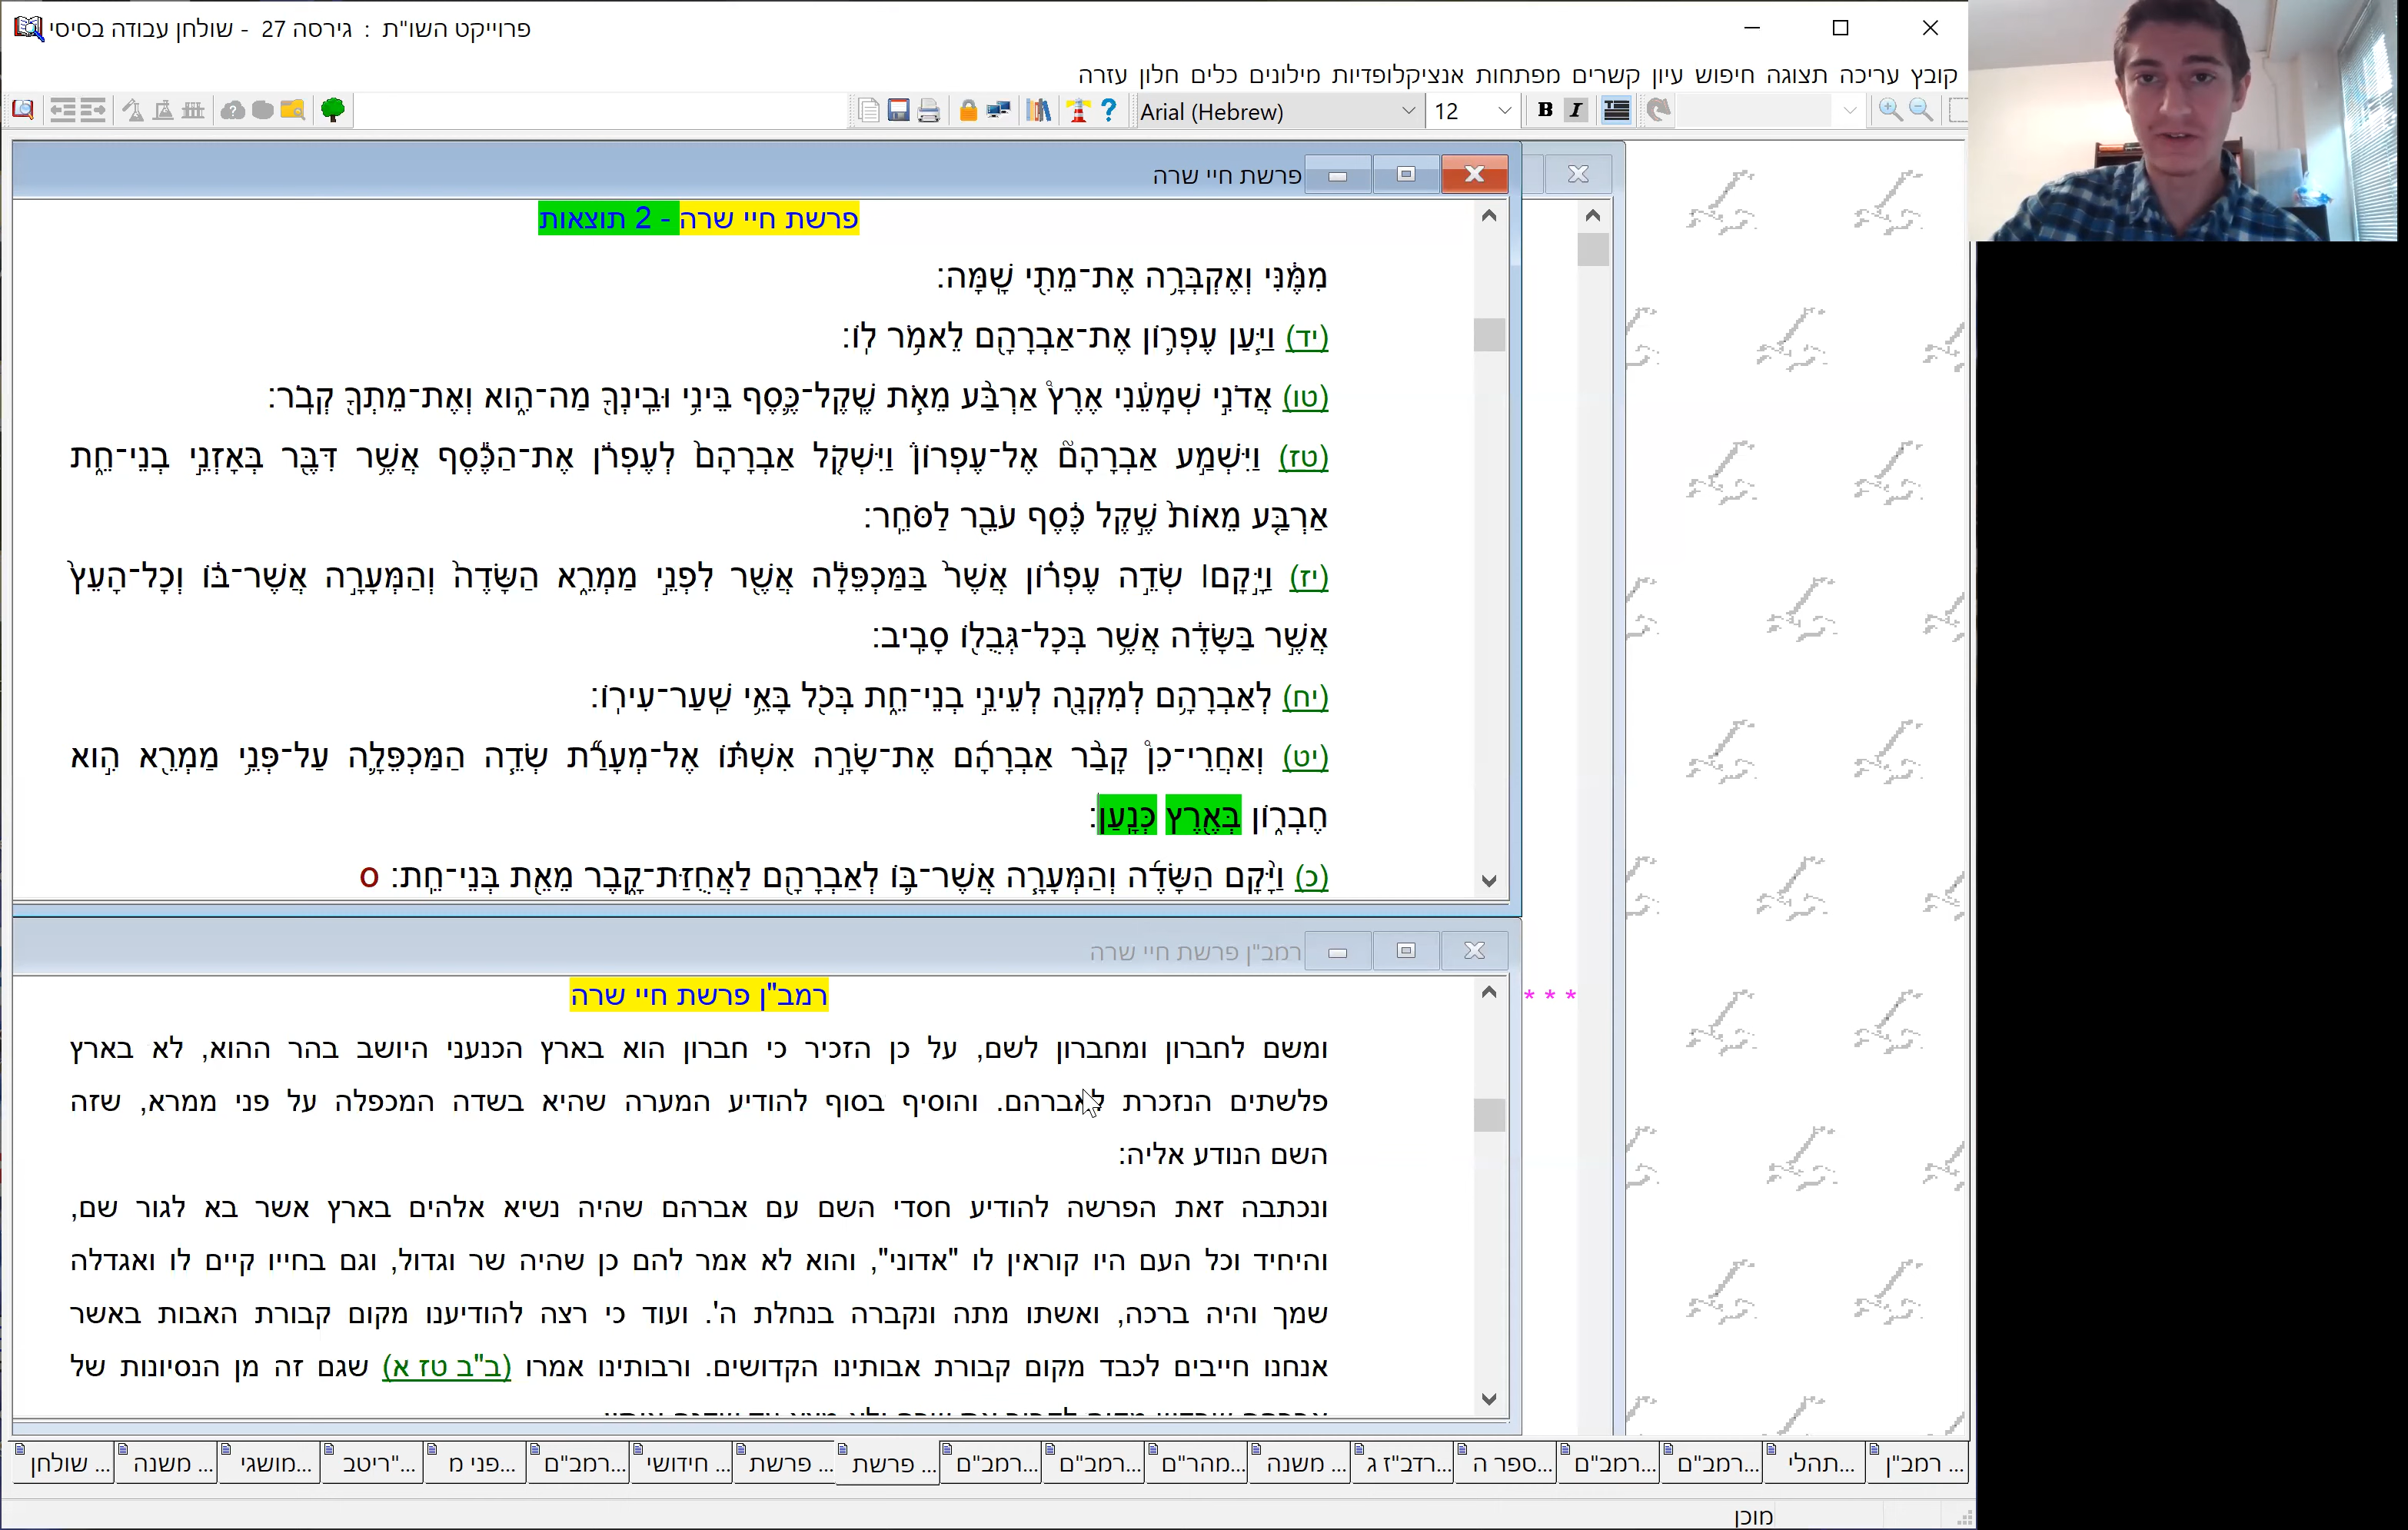 פרוייקט השו"ת : גירסה 27 - שולחן עבודה בסיסי
קובץ עריכה תצוגה חיפוש עיון קשרים מפתחות אנציקלופדיות מילונים כלים חלון עזרה
Arial (Hebrew) 12 B I
פרשת חיי שרה
פרשת חיי שרה - 2 תוצאות
מִמֶּ֔נִּי וְאֶקְבְּרָ֥ה אֶת־מֵתִ֖י שָֽׁמָּה׃
(יד) וַיַּ֧עַן עֶפְר֛וֹן אֶת־אַבְרָהָ֖ם לֵאמֹ֥ר לֽוֹ׃
(טו) אֲדֹנִ֣י שְׁמָעֵ֔נִי אֶרֶץ֩ אַרְבַּ֨ע מֵאֹ֧ת שֶֽׁקֶל־כֶּ֛סֶף בֵּינִ֥י וּבֵֽינְךָ֖ מַה־הִ֑וא וְאֶת־מֵתְךָ֖ קְבֹֽר׃
(טז) וַיִּשְׁמַ֣ע אַבְרָהָם֮ אֶל־עֶפְרוֹן֒ וַיִּשְׁקֹ֤ל אַבְרָהָם֙ לְעֶפְרֹ֔ן אֶת־הַכֶּ֕סֶף אֲשֶׁ֥ר דִּבֶּ֖ר בְּאָזְנֵ֣י בְנֵי־חֵ֑ת
אַרְבַּ֤ע מֵאוֹת֙ שֶׁ֣קֶל כֶּ֔סֶף עֹבֵ֖ר לַסֹּחֵֽר׃
(יז) וַיָּ֣קׇם׀ שְׂדֵ֣ה עֶפְר֗וֹן אֲשֶׁר֙ בַּמַּכְפֵּלָ֔ה אֲשֶׁ֖ר לִפְנֵ֣י מַמְרֵ֑א הַשָּׂדֶה֙ וְהַמְּעָרָ֣ה אֲשֶׁר־בּ֔וֹ וְכָל־הָעֵץ֙
אֲשֶׁ֣ר בַּשָּׂדֶ֔ה אֲשֶׁ֥ר בְּכָל־גְּבֻל֖וֹ סָבִֽיב׃
(יח) לְאַבְרָהָ֥ם לְמִקְנָ֖ה לְעֵינֵ֣י בְנֵי־חֵ֑ת בְּכֹ֖ל בָּאֵ֥י שַֽׁעַר־עִירֽוֹ׃
(יט) וְאַחֲרֵי־כֵן֩ קָבַ֨ר אַבְרָהָ֜ם אֶת־שָׂרָ֣ה אִשְׁתּ֗וֹ אֶל־מְעָרַ֞ת שְׂדֵ֧ה הַמַּכְפֵּלָ֛ה עַל־פְּנֵ֥י מַמְרֵ֖א הִ֣וא
חֶבְר֑וֹן בְּאֶ֖רֶץ כְּנָֽעַן׃
(כ) וַיָּ֨קׇם הַשָּׂדֶ֜ה וְהַמְּעָרָ֧ה אֲשֶׁר־בּ֛וֹ לְאַבְרָהָ֖ם לַאֲחֻזַּת־קָ֑בֶר מֵאֵ֖ת בְּנֵי־חֵֽת׃ ס
רמב"ן פרשת חיי שרה
רמב"ן פרשת חיי שרה
* * *
ומשם לחברון ומחברון לשם, על כן הזכיר כי חברון הוא בארץ הכנעני היושב בהר ההוא, לא בארץ
פלשתים הנזכרת לאברהם. והוסיף בסוף להודיע המערה שהיא בשדה המכפלה על פני ממרא, שזה
השם הנודע אליה:
ונכתבה זאת הפרשה להודיע חסדי השם עם אברהם שהיה נשיא אלהים בארץ אשר בא לגור שם,
והיחיד וכל העם היו קוראין לו "אדוני", והוא לא אמר להם כן שהיה שר וגדול, וגם בחייו קיים לו ואגדלה
שמך והיה ברכה, ואשתו מתה ונקברה בנחלת ה'. ועוד כי רצה להודיענו מקום קבורת האבות באשר
אנחנו חייבים לכבד מקום קבורת אבותינו הקדושים. ורבותינו אמרו (ב"ב טז א) שגם זה מן הנסיונות של
רמב"ן ... תהלי... רמב"ם... רמב"ם... ספר ה... רדב"ז ג... משנה ... מהר"ם... רמב"ם... רמב"ם... פרשת ... פרשת ... חידושי ... רמב"ם... פני מ... ריטב"... מושגי... משנה ... שולחן ...
מוכן